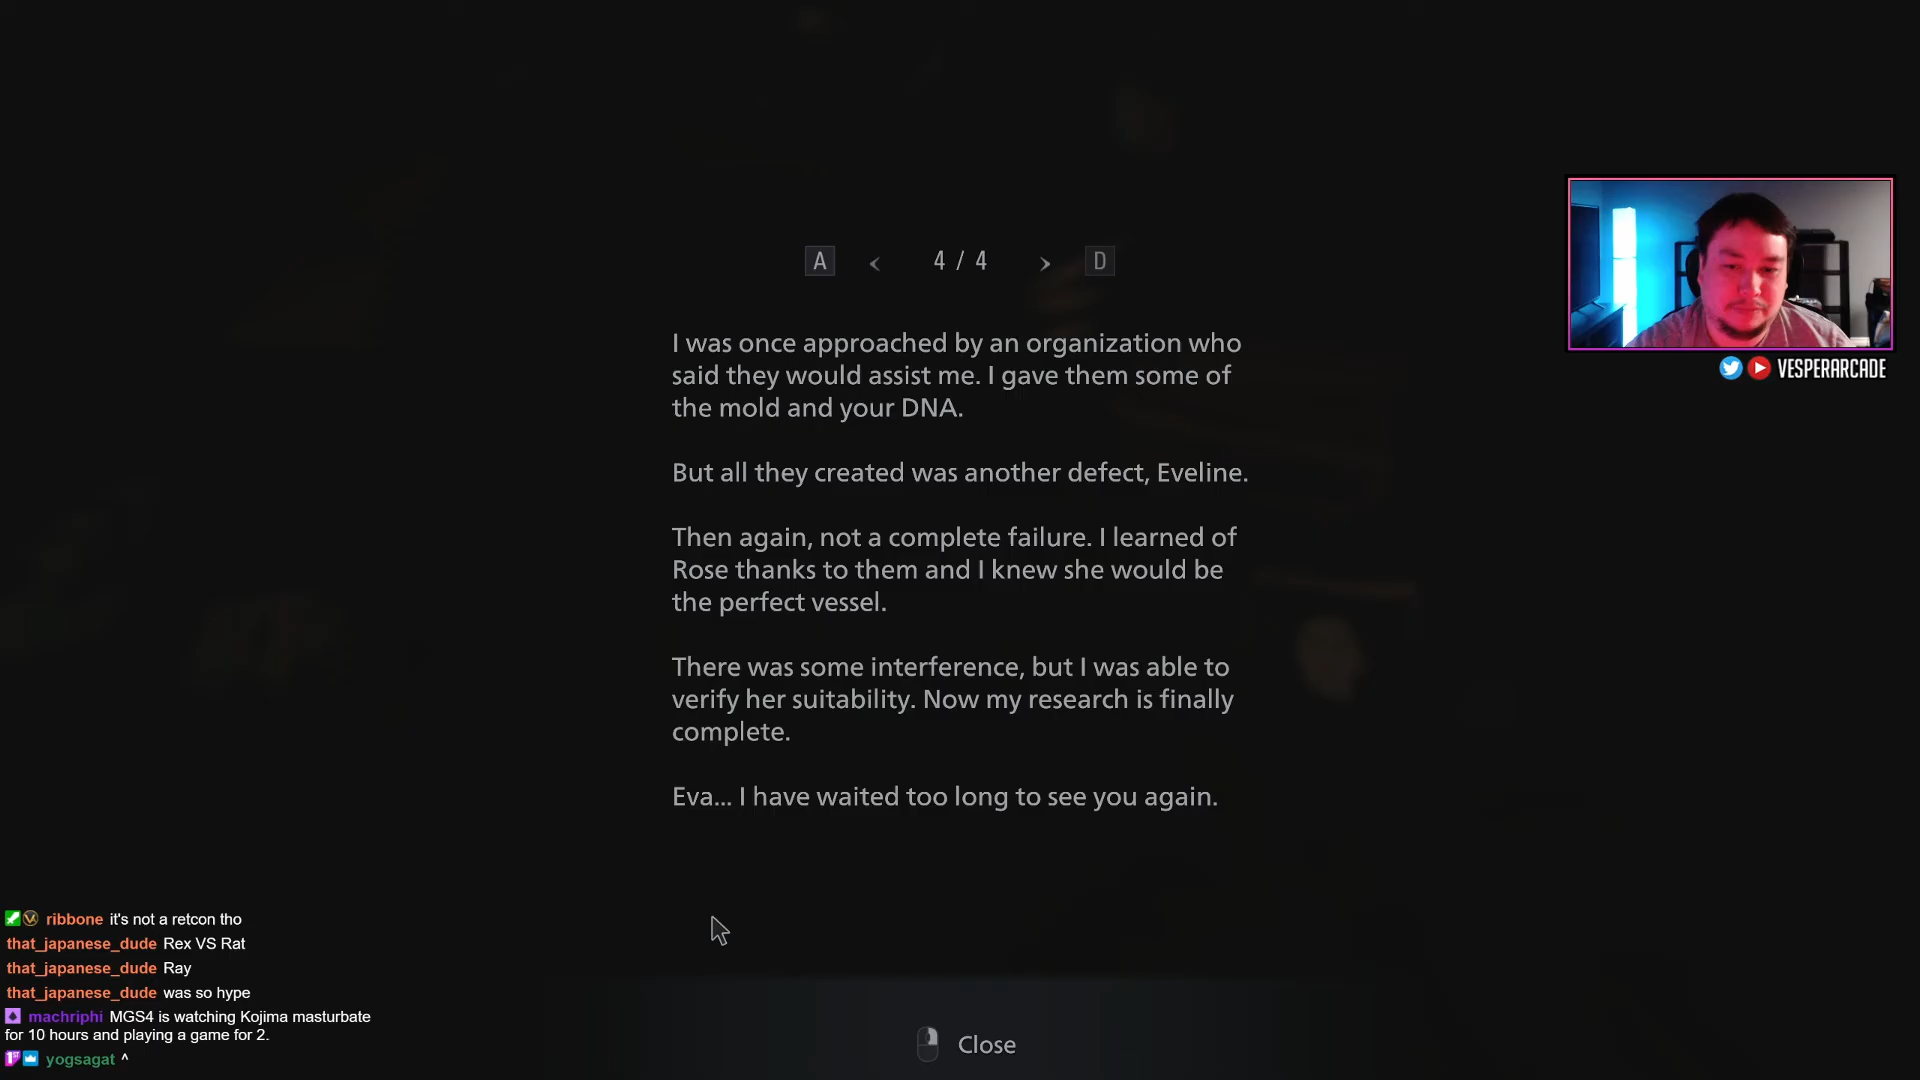 A < 4 / 4 > D
I was once approached by an organization who
said they would assist me. I gave them some of
the mold and your DNA.
But all they created was another defect, Eveline.
Then again, not a complete failure. I learned of
Rose thanks to them and I knew she would be
the perfect vessel.
There was some interference, but I was able to
verify her suitability. Now my research is finally
complete.
Eva... I have waited too long to see you again.
Close
VESPERARCADE
ribbone it's not a retcon tho
that_japanese_dude Rex VS Rat
that_japanese_dude Ray
that_japanese_dude was so hype
machriphi MGS4 is watching Kojima masturbate
for 10 hours and playing a game for 2.
1ST yogsagat ^